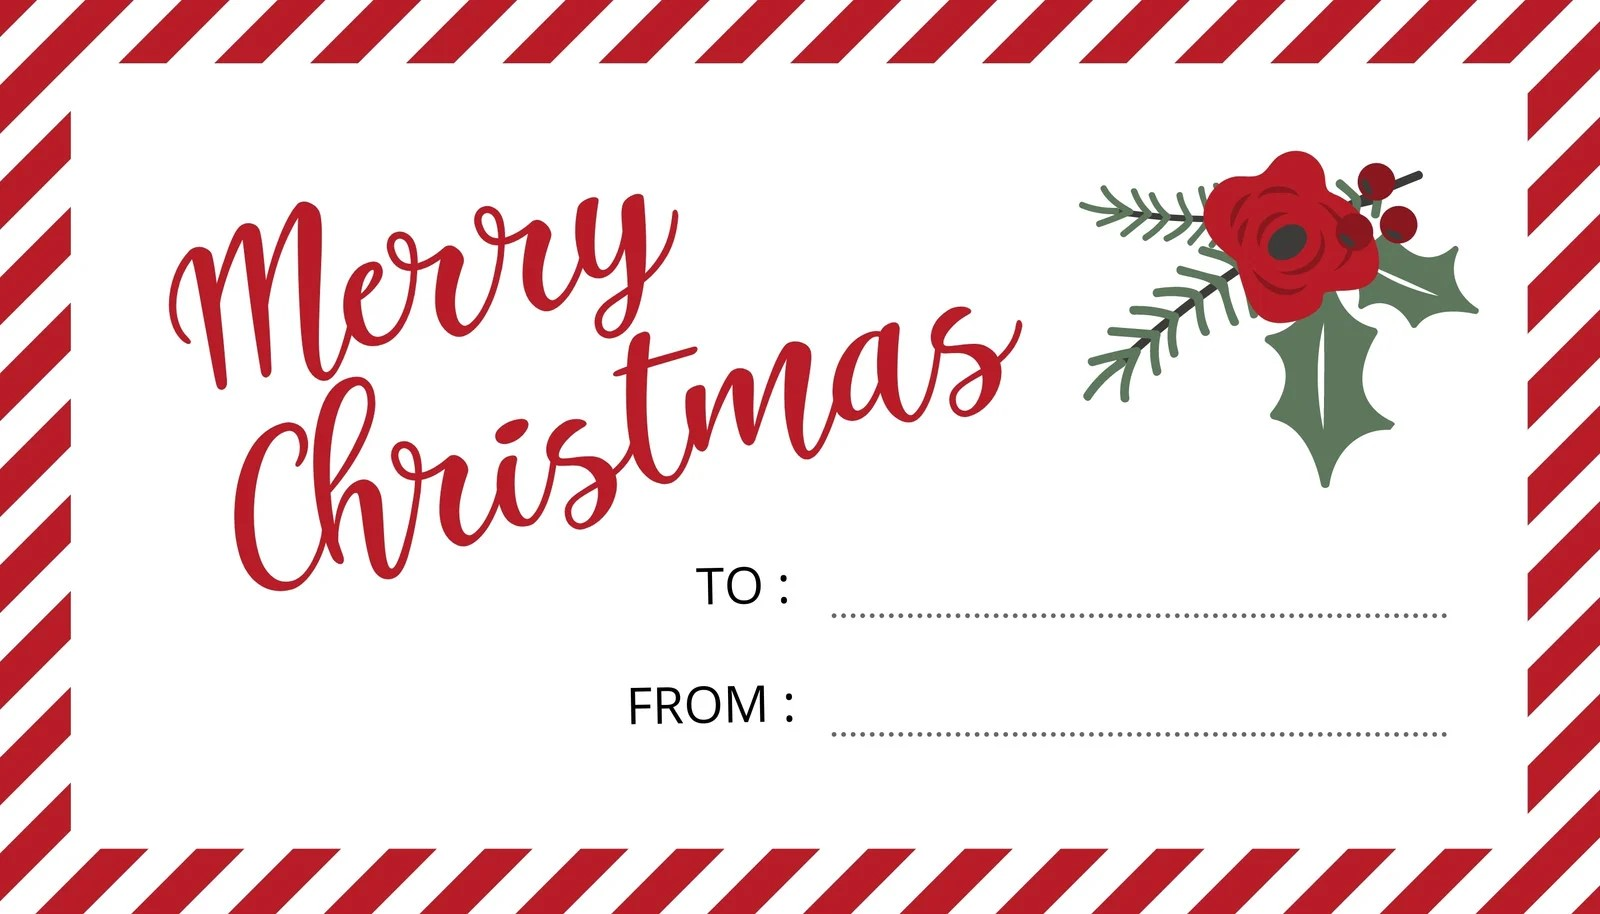 Merry
Christmas
TO :
FROM :